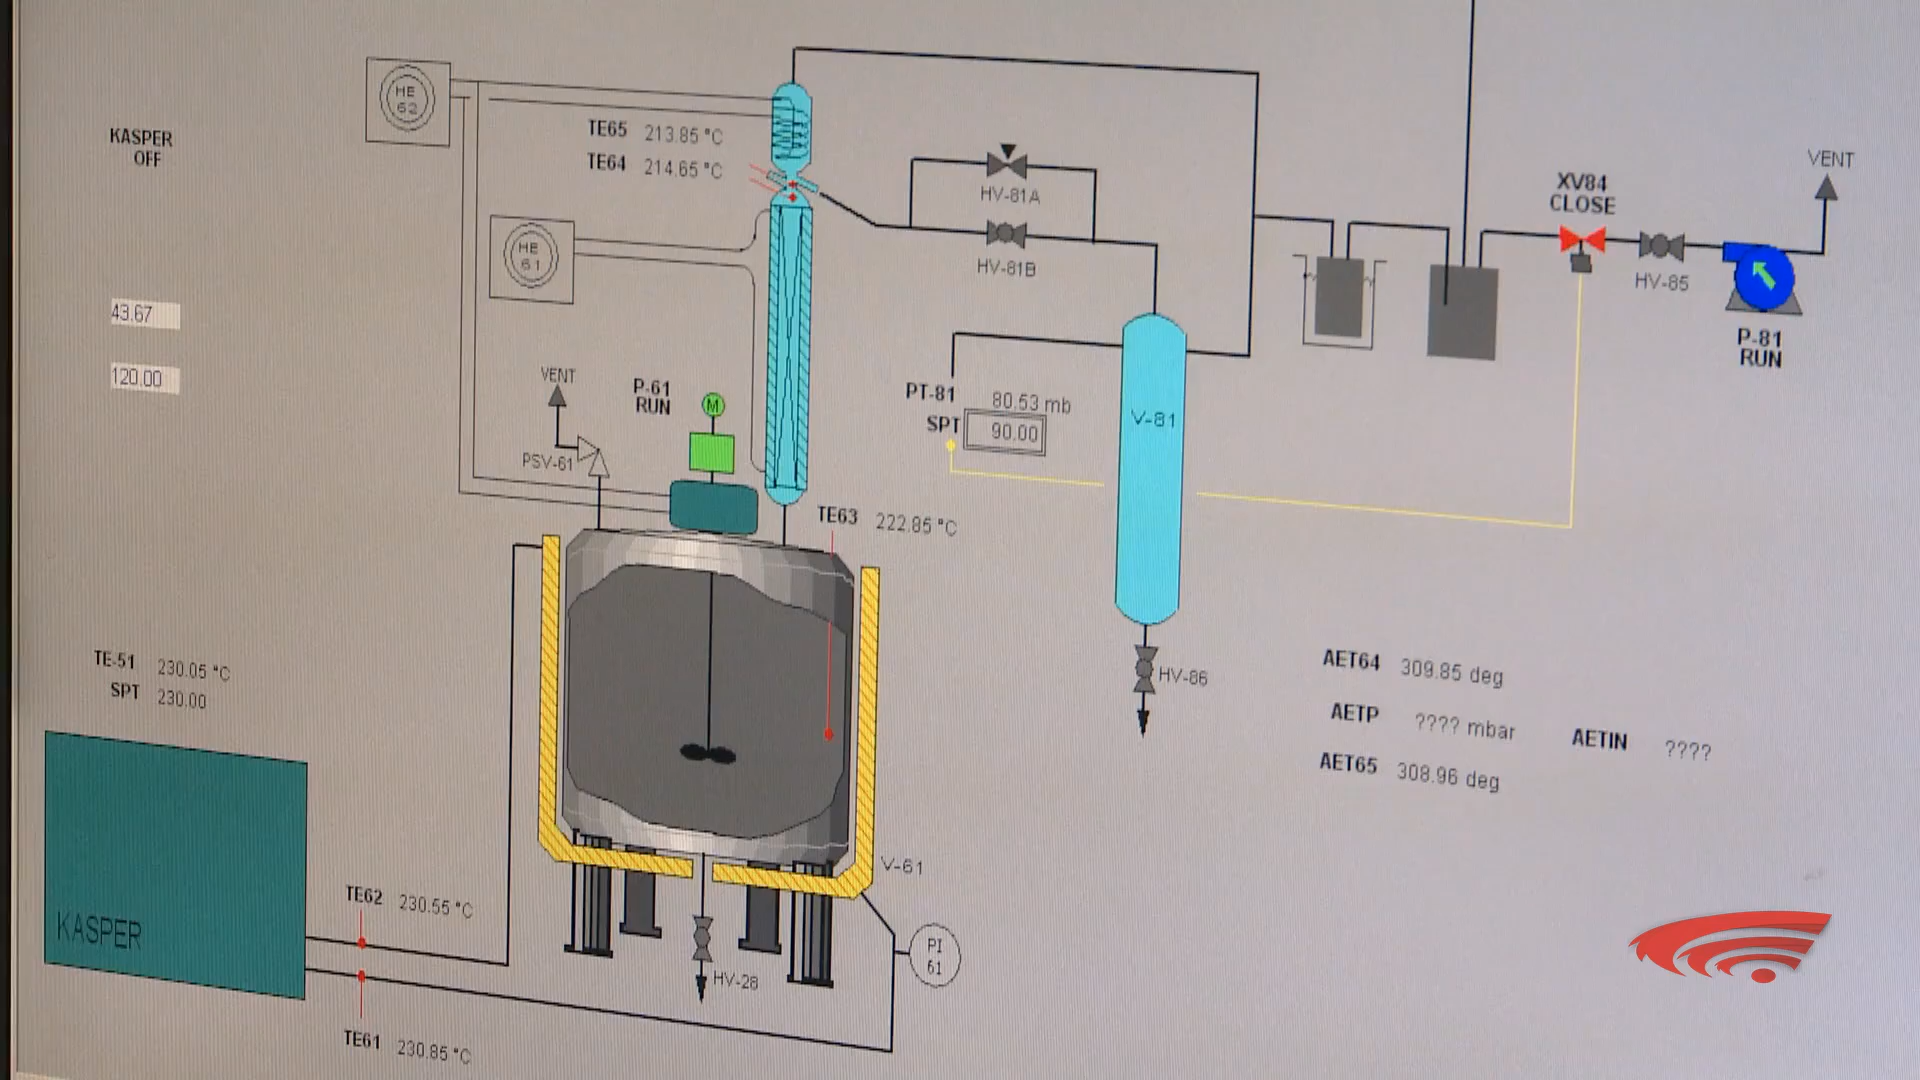 HE
62
KASPER
OFF
TE65 213.85 °C
TE64 214.65 °C
HV-81A
XV84
CLOSE
VENT
HE
61
HV-81B
HV-85
43.67
P-81
RUN
120.00
VENT
P-61
RUN
M
PT-81 80.53 mb
SPT 90.00
V-81
PSV-61
TE63 222.85 °C
TE-51 230.05 °C
SPT 230.00
HV-86
AET64 309.85 deg
AETP ???? mbar AETIN ????
AET65 308.96 deg
V-61
KASPER
TE62 230.55 °C
PI
61
HV-28
TE61 230.85 °C